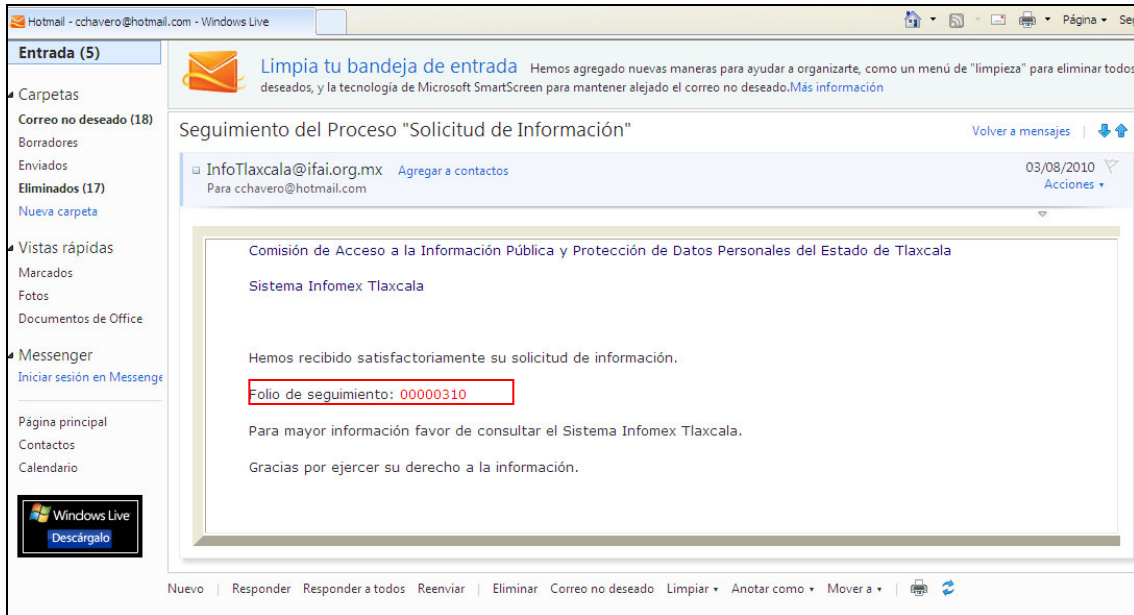 Hotmail - cchavero@hotmail.com - Windows Live
Página
Entrada (5)
Carpetas
Correo no deseado (18)
Borradores
Enviados
Eliminados (17)
Nueva carpeta
Vistas rápidas
Marcados
Fotos
Documentos de Office
Messenger
Iniciar sesión en
Página principal
Contactos
Calendario
Windows Live
Descárgalo
Limpia tu bandeja de entrada Hemos agregado nuevas maneras para ayudar a organizarte, como un menú de "limpieza" para eliminar todos
deseados, y la tecnología de Microsoft SmartScreen para mantener alejado el correo no deseado.Más información
Seguimiento del Proceso "Solicitud de Información"
Volver a mensajes |
InfoTlaxcala@ifai.org.mx Agregar a contactos
03/08/2010
Para cchavero@hotmail.com
Acciones
Comisión de Acceso a la Información Pública y Protección de Datos Personales del Estado de Tlaxcala
Sistema Infomex Tlaxcala
Hemos recibido satisfactoriamente su solicitud de información.
Folio de seguimiento: 00000310
Para mayor información favor de consultar el Sistema Infomex Tlaxcala.
Gracias por ejercer su derecho a la información.
Nuevo | Responder Responder a todos Reenviar | Eliminar Correo no deseado Limpiar Anotar como Mover a |